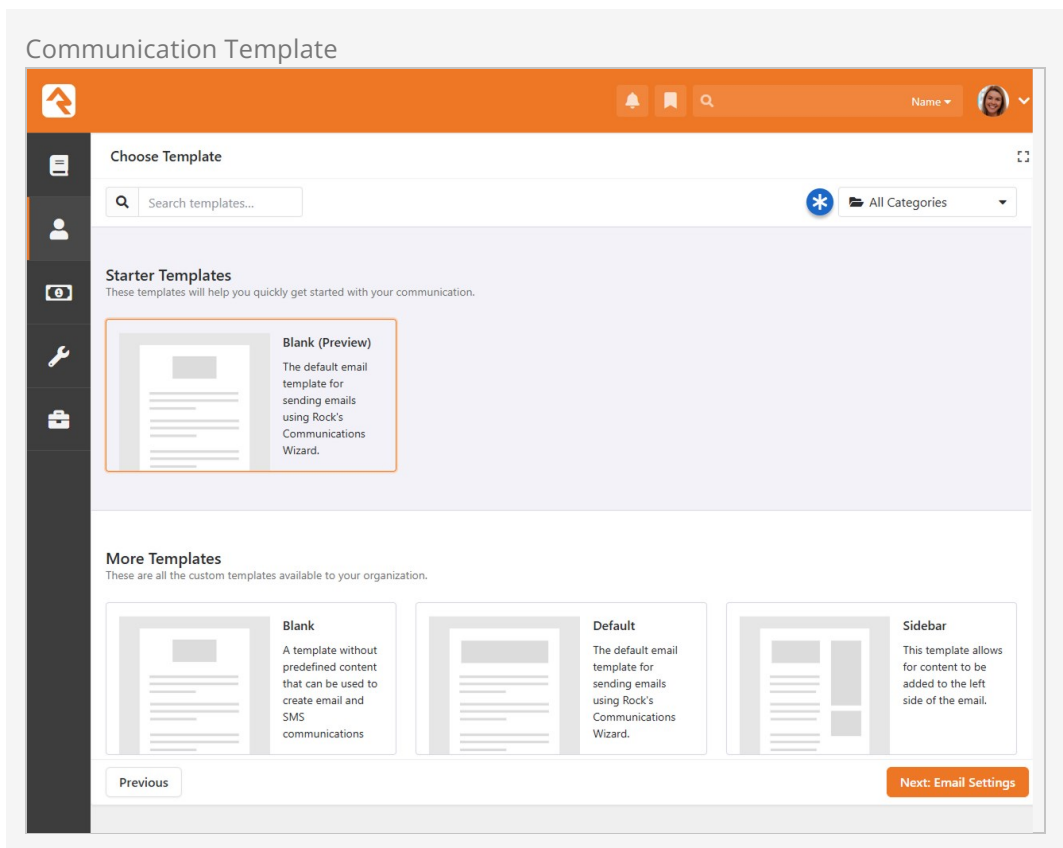 Communication Template
Name
Choose Template
Search templates...
All Categories
Starter Templates
These templates will help you quickly get started with your communication.
Blank (Preview)
The default email
template for
sending emails
using Rock's
Communications
Wizard.
More Templates
These are all the custom templates available to your organization.
Blank
A template without
predefined content
that can be used to
create email and
SMS
communications
Default
The default email
template for
sending emails
using Rock's
Communications
Wizard.
Sidebar
This template allows
for content to be
added to the left
side of the email.
Previous
Next: Email Settings